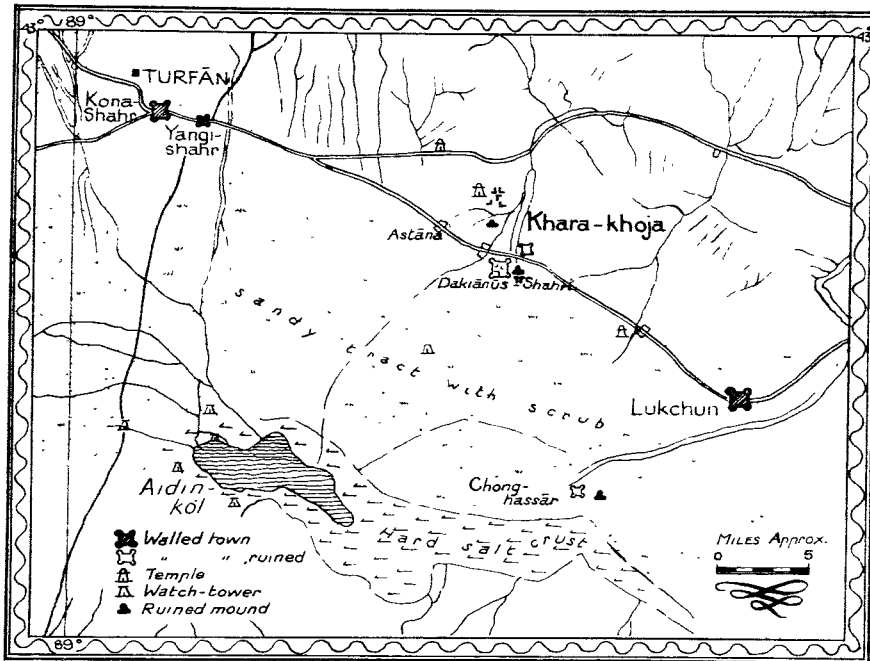 43°
89°
43
TURFĀN
Kona-
Shahr
Yangi-
shahr
Khara-khoja
Astāna
Dakiānūs Shahri
sandy tract with scrub
Lukchun
Aidin-
köl
Chong-
hassār
Hard salt crust
Walled town
" " , ruined
Temple
Watch-tower
Ruined mound
MILES Approx.
0 5
89°